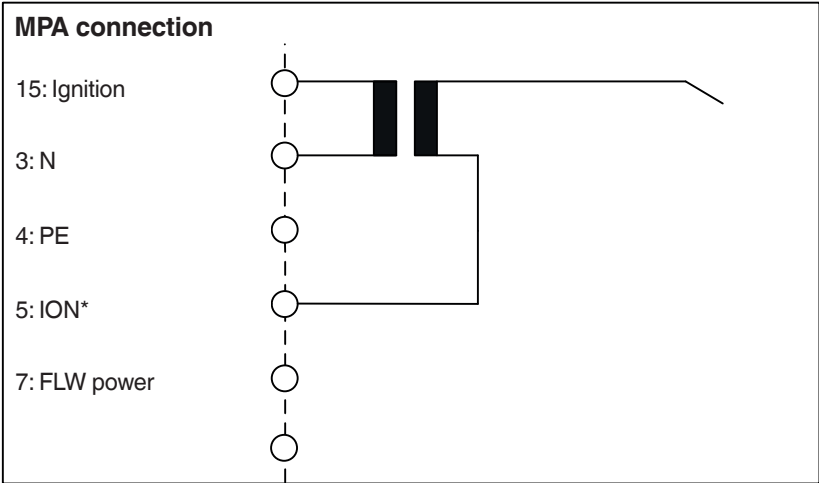 MPA connection
15: Ignition
3: N
4: PE
5: ION*
7: FLW power